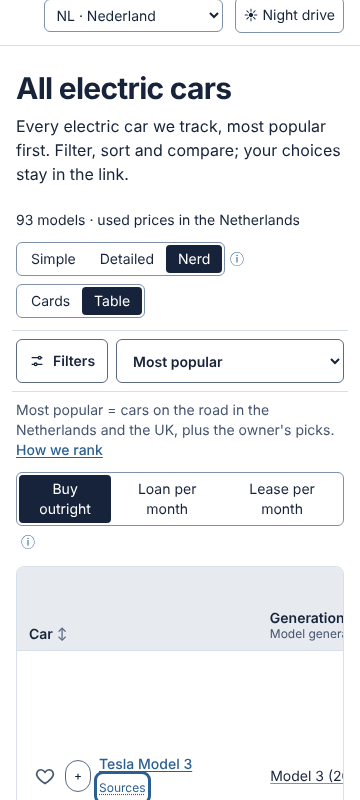 NL · Nederland
Night drive
All electric cars
Every electric car we track, most popular
first. Filter, sort and compare; your choices
stay in the link.
93 models · used prices in the Netherlands
Simple Detailed Nerd
Cards Table
Filters Most popular
Most popular = cars on the road in the
Netherlands and the UK, plus the owner's picks.
How we rank
Buy outright
Loan per month
Lease per month
Generation
Car
Model genera
Tesla Model 3
+
Sources
Model 3 (20